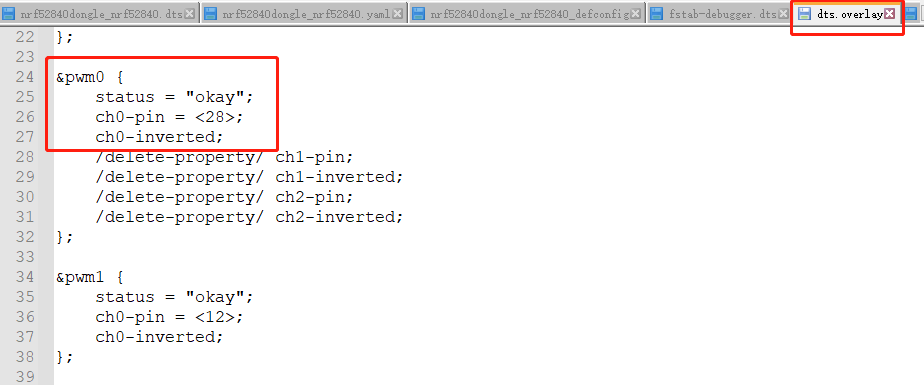 nrf52840dongle_nrf52840.dts nrf52840dongle_nrf52840.yaml nrf52840dongle_nrf52840_defconfig fstab-debugger.dts dts.overlay
22 };
23
24 &pwm0 {
25 status = "okay";
26 ch0-pin = <28>;
27 ch0-inverted;
28 /delete-property/ ch1-pin;
29 /delete-property/ ch1-inverted;
30 /delete-property/ ch2-pin;
31 /delete-property/ ch2-inverted;
32 };
33
34 &pwm1 {
35 status = "okay";
36 ch0-pin = <12>;
37 ch0-inverted;
38 };
39